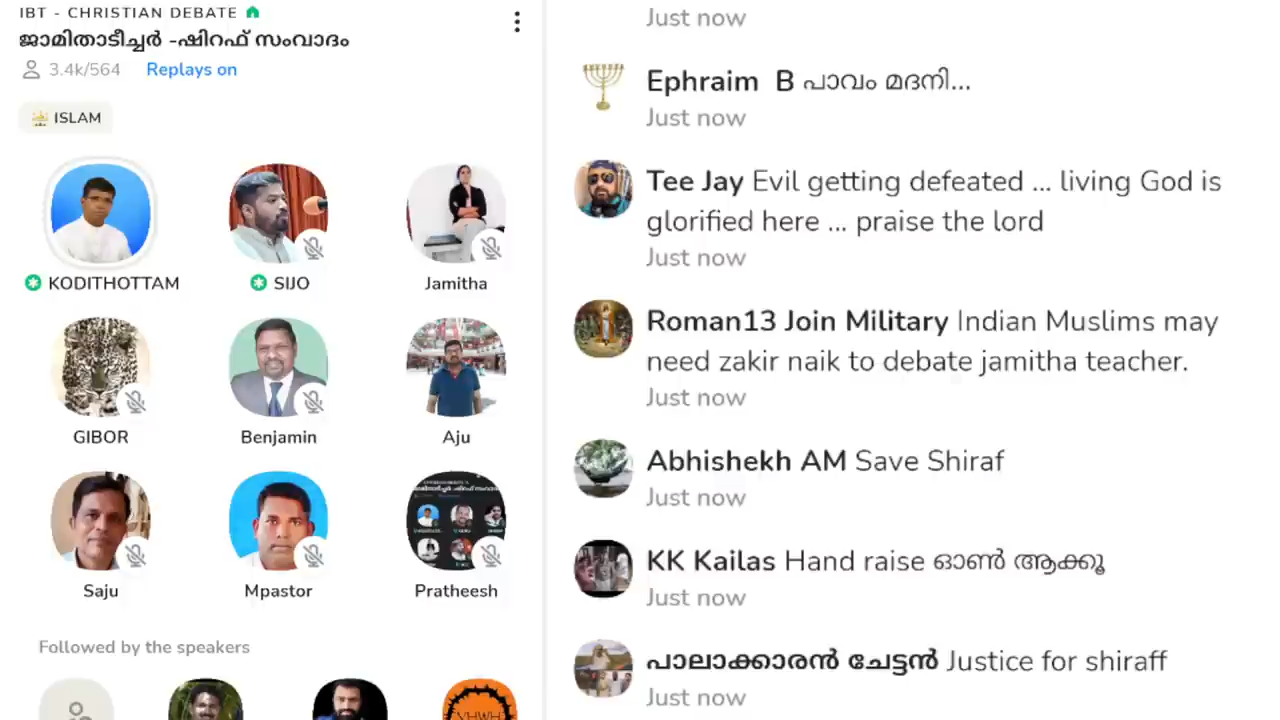 IBT - CHRISTIAN DEBATE
ജാമിതാടീച്ചർ -ഷിറഫ് സംവാദം
3.4k/564 Replays on
ISLAM
KODITHOTTAM SIJO Jamitha
GIBOR Benjamin Aju
Saju Mpastor Pratheesh
Followed by the speakers
YHWH
Just now
Ephraim B പാവം മദനി...
Just now
Tee Jay Evil getting defeated ... living God is
glorified here ... praise the lord
Just now
Roman13 Join Military Indian Muslims may
need zakir naik to debate jamitha teacher.
Just now
Abhishekh AM Save Shiraf
Just now
KK Kailas Hand raise ഓൺ ആക്കൂ
Just now
പാലാക്കാരൻ ചേട്ടൻ Justice for shiraff
Just now